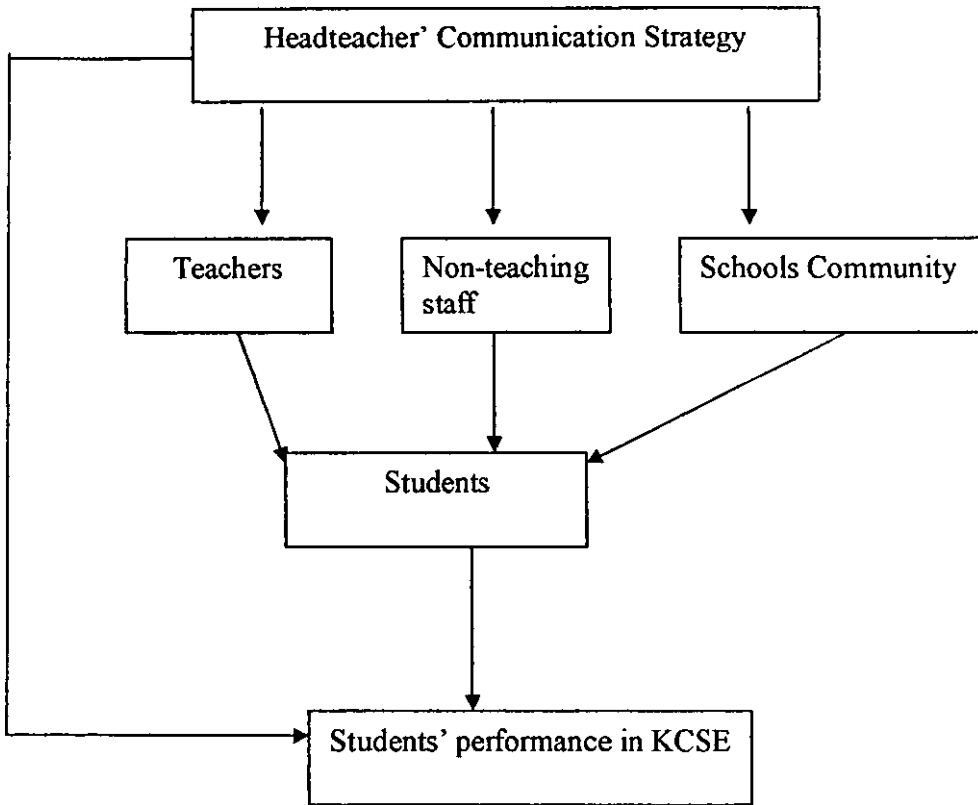 Headteacher’ Communication Strategy
Teachers
Non-teaching
staff
Schools Community
Students
Students’ performance in KCSE